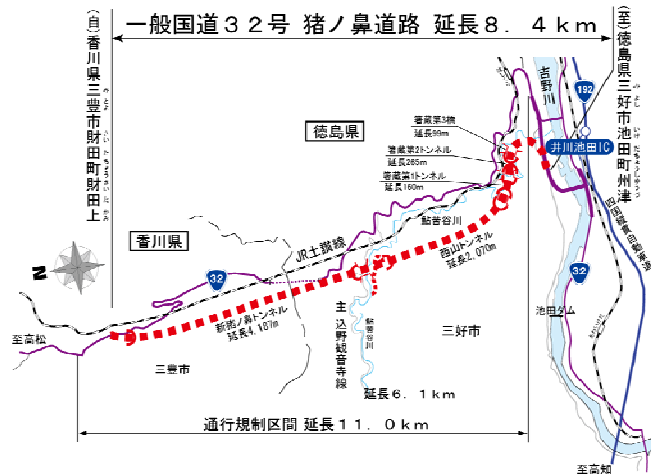 一般国道32号 猪ノ鼻道路 延長8.4km
(自)香川県三豊市財田町財田上
(至)徳島県三好市池田町州津
吉野川
192
徳島県
箸蔵第3橋
延長99m
箸蔵第2トンネル
延長265m
箸蔵第1トンネル
延長160m
井川池田IC
鮎苦谷川
香川県
JR土讃線
西山トンネル
延長2,070m
N
32
32
池田ダム
新猪ノ鼻トンネル
延長4,187m
主 込野観音寺線
鮎苦谷川
三好市
至高松
三豊市
延長6.1km
通行規制区間 延長11.0km
至高知